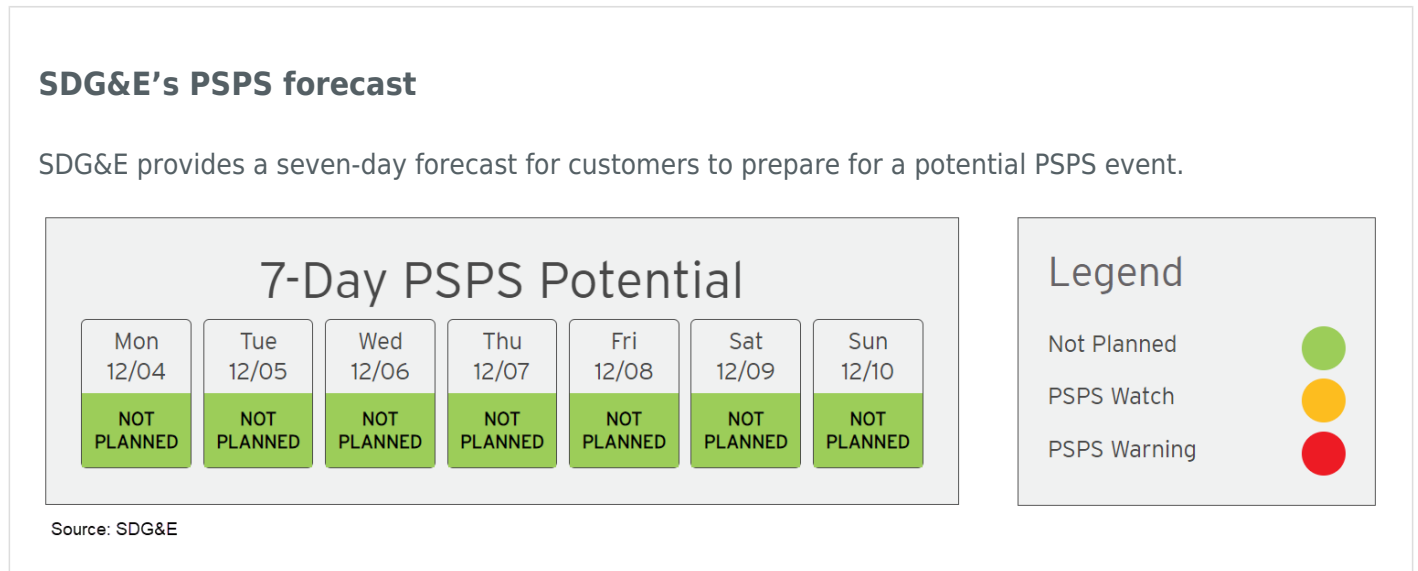 SDG&E’s PSPS forecast
SDG&E provides a seven-day forecast for customers to prepare for a potential PSPS event.
7-Day PSPS Potential
Mon 12/04 NOT PLANNED
Tue 12/05 NOT PLANNED
Wed 12/06 NOT PLANNED
Thu 12/07 NOT PLANNED
Fri 12/08 NOT PLANNED
Sat 12/09 NOT PLANNED
Sun 12/10 NOT PLANNED
Legend
Not Planned
PSPS Watch
PSPS Warning
Source: SDG&E